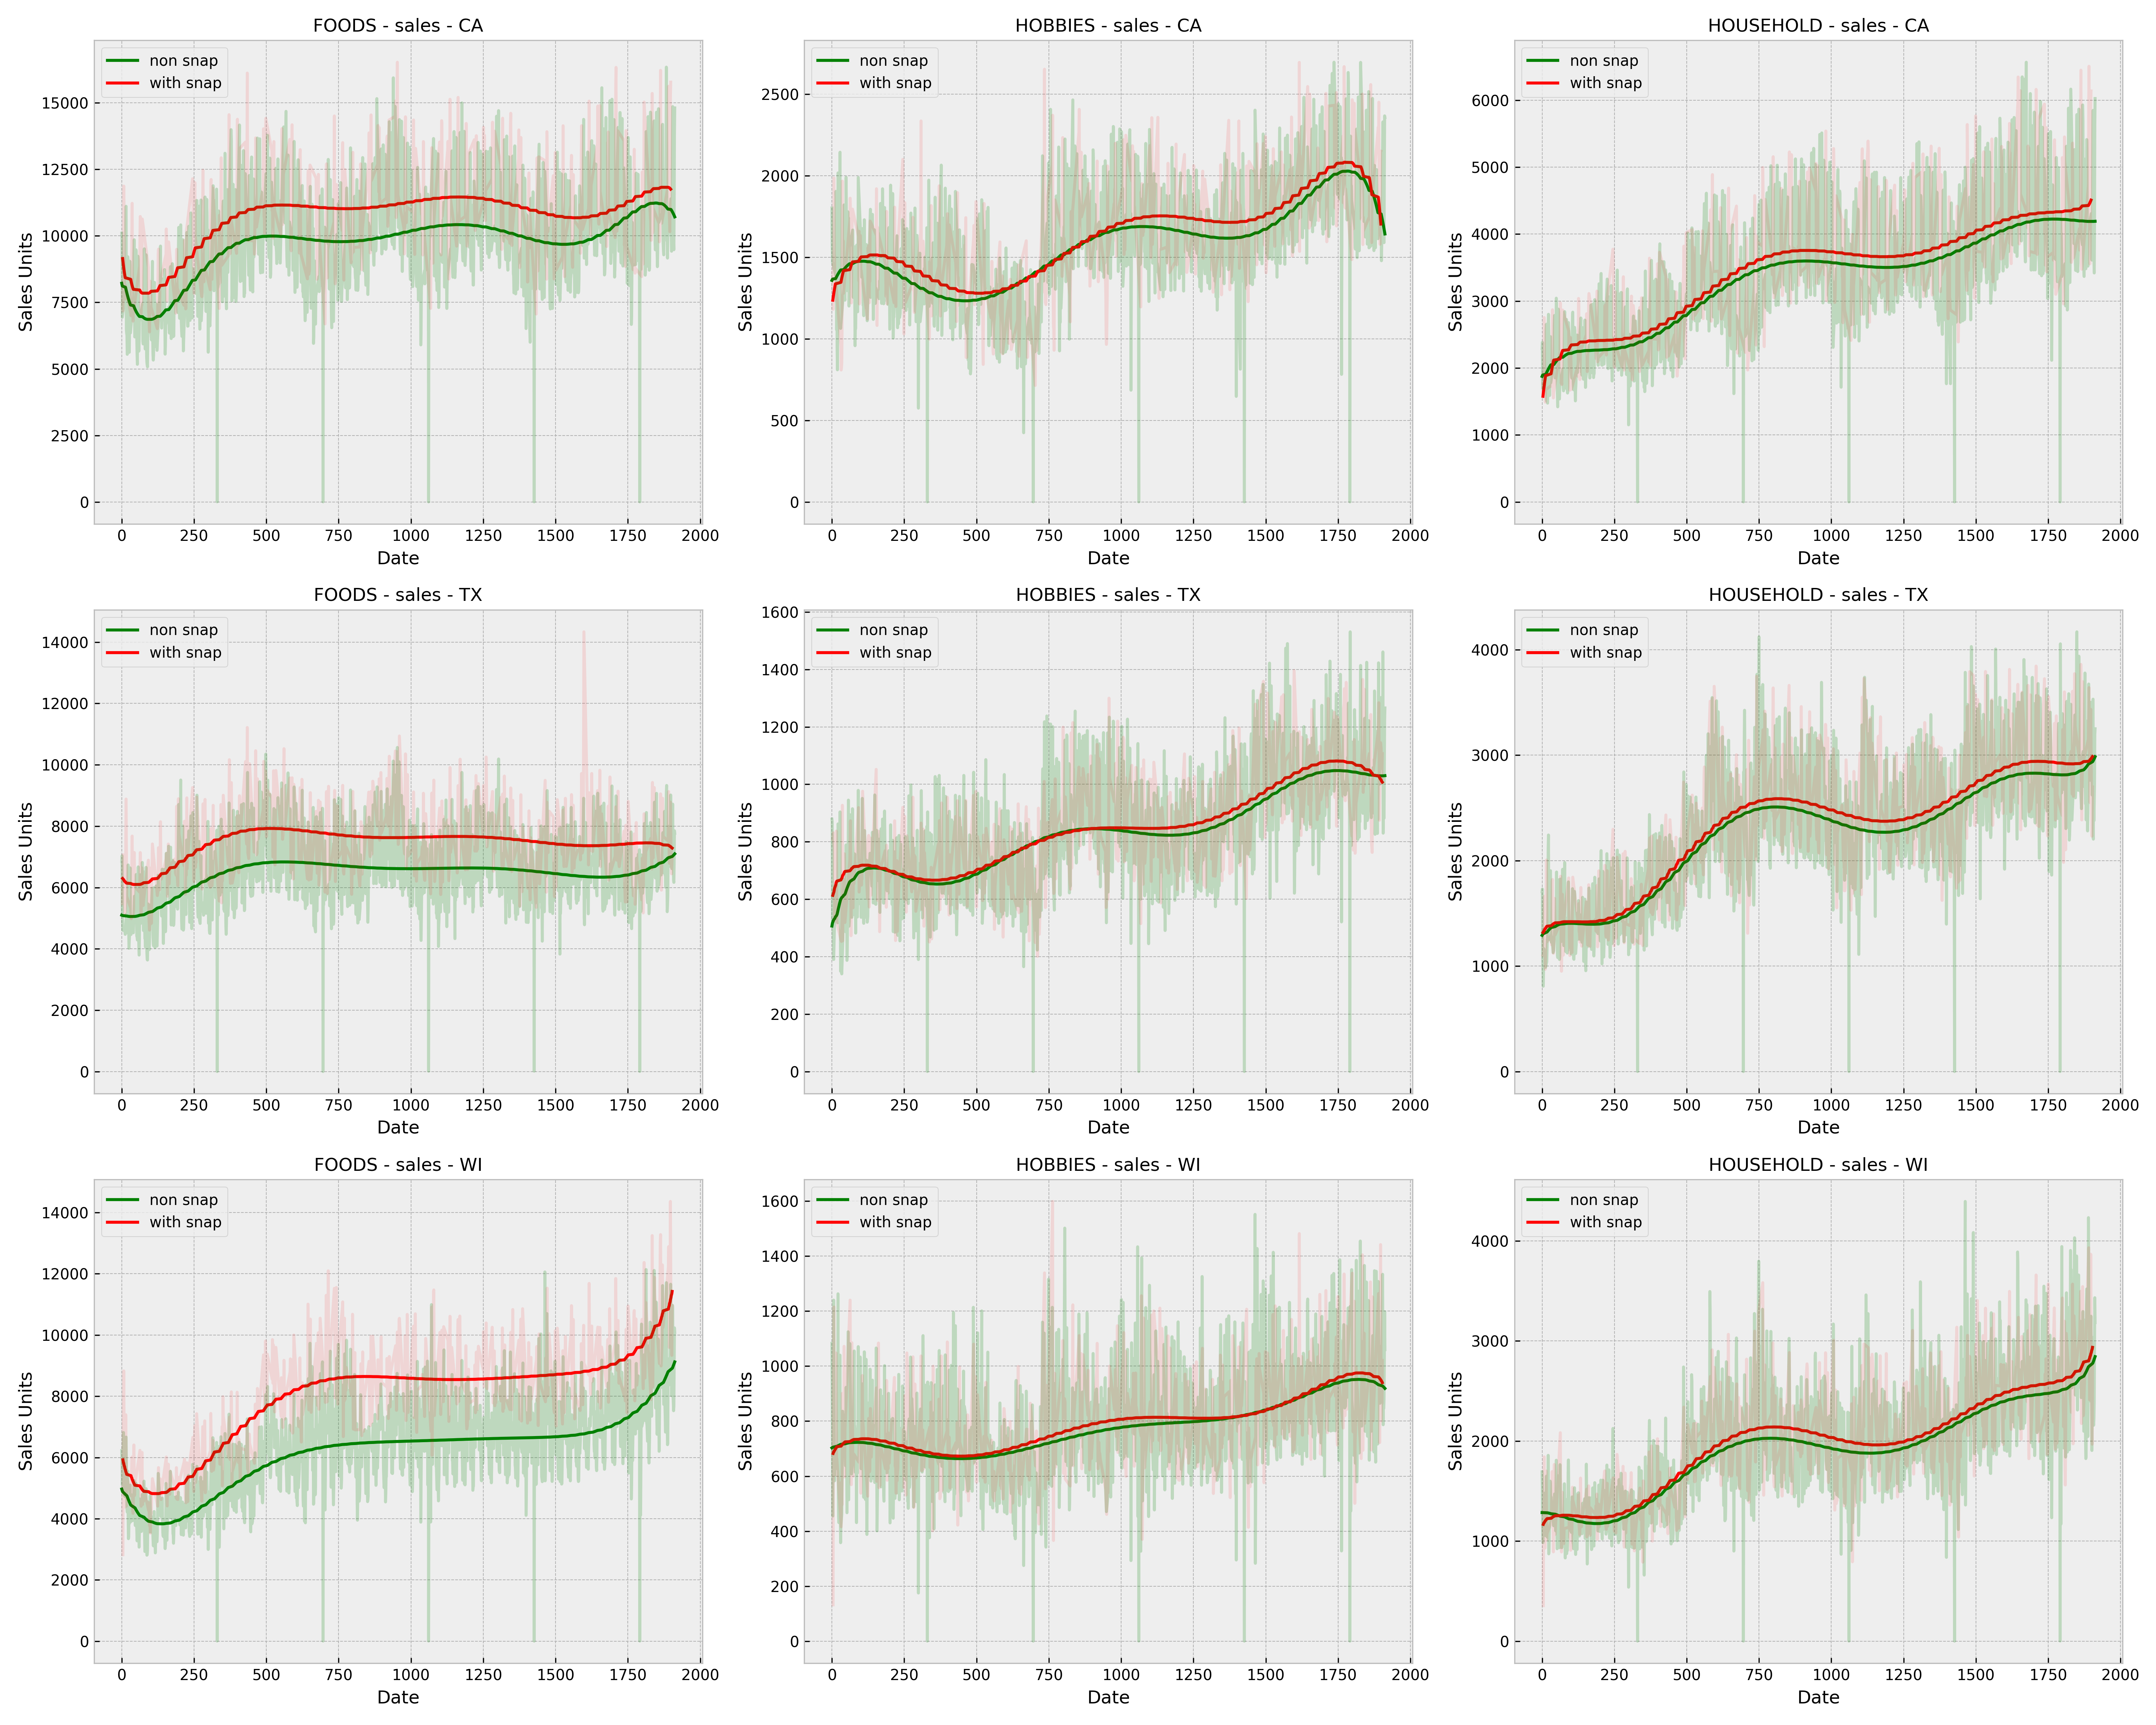 FOODS - sales - CA
non snap
with snap
15000
12500
10000
7500
5000
2500
0
Sales Units
0 250 500 750 1000 1250 1500 1750 2000
Date
HOBBIES - sales - CA
non snap
with snap
2500
2000
1500
1000
500
0
Sales Units
0 250 500 750 1000 1250 1500 1750 2000
Date
HOUSEHOLD - sales - CA
non snap
with snap
6000
5000
4000
3000
2000
1000
0
Sales Units
0 250 500 750 1000 1250 1500 1750 2000
Date
FOODS - sales - TX
non snap
with snap
14000
12000
10000
8000
6000
4000
2000
0
Sales Units
0 250 500 750 1000 1250 1500 1750 2000
Date
HOBBIES - sales - TX
non snap
with snap
1600
1400
1200
1000
800
600
400
200
0
Sales Units
0 250 500 750 1000 1250 1500 1750 2000
Date
HOUSEHOLD - sales - TX
non snap
with snap
4000
3000
2000
1000
0
Sales Units
0 250 500 750 1000 1250 1500 1750 2000
Date
FOODS - sales - WI
non snap
with snap
14000
12000
10000
8000
6000
4000
2000
0
Sales Units
0 250 500 750 1000 1250 1500 1750 2000
Date
HOBBIES - sales - WI
non snap
with snap
1600
1400
1200
1000
800
600
400
200
0
Sales Units
0 250 500 750 1000 1250 1500 1750 2000
Date
HOUSEHOLD - sales - WI
non snap
with snap
4000
3000
2000
1000
0
Sales Units
0 250 500 750 1000 1250 1500 1750 2000
Date